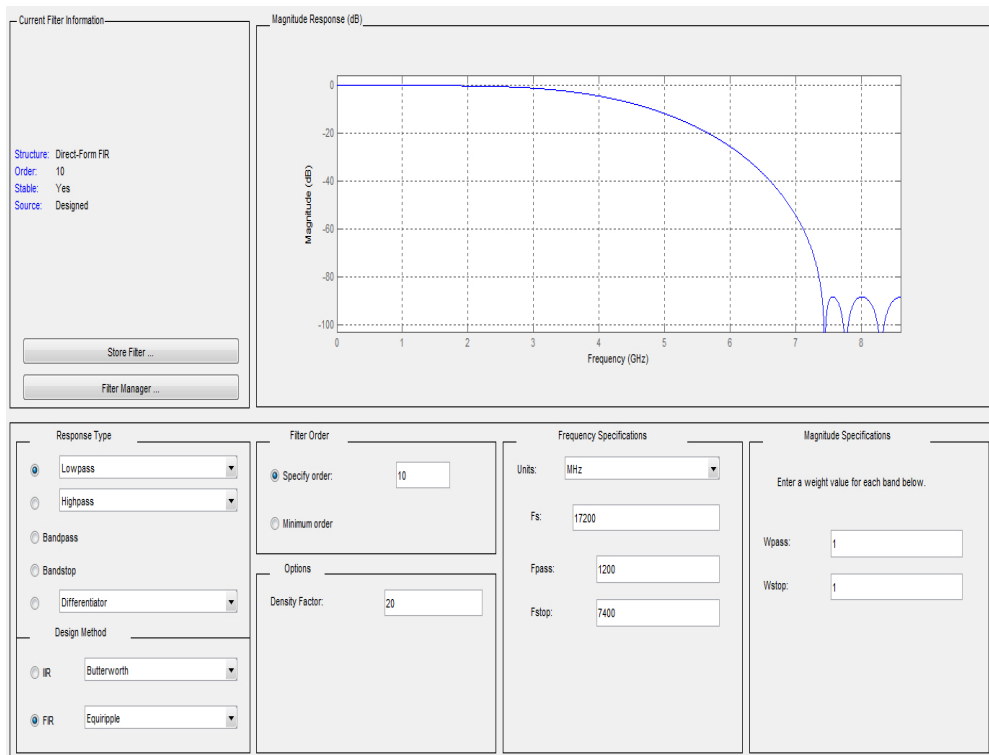 Current Filter Information
Structure: Direct-Form FIR
Order: 10
Stable: Yes
Source: Designed
Store Filter ...
Filter Manager ...
Magnitude Response (dB)
Magnitude (dB)
0
-20
-40
-60
-80
-100
0 1 2 3 4 5 6 7 8
Frequency (GHz)
Response Type
Lowpass
Highpass
Bandpass
Bandstop
Differentiator
Design Method
IIR Butterworth
FIR Equiripple
Filter Order
Specify order: 10
Minimum order
Options
Density Factor: 20
Frequency Specifications
Units: MHz
Fs: 17200
Fpass: 1200
Fstop: 7400
Magnitude Specifications
Enter a weight value for each band below.
Wpass: 1
Wstop: 1